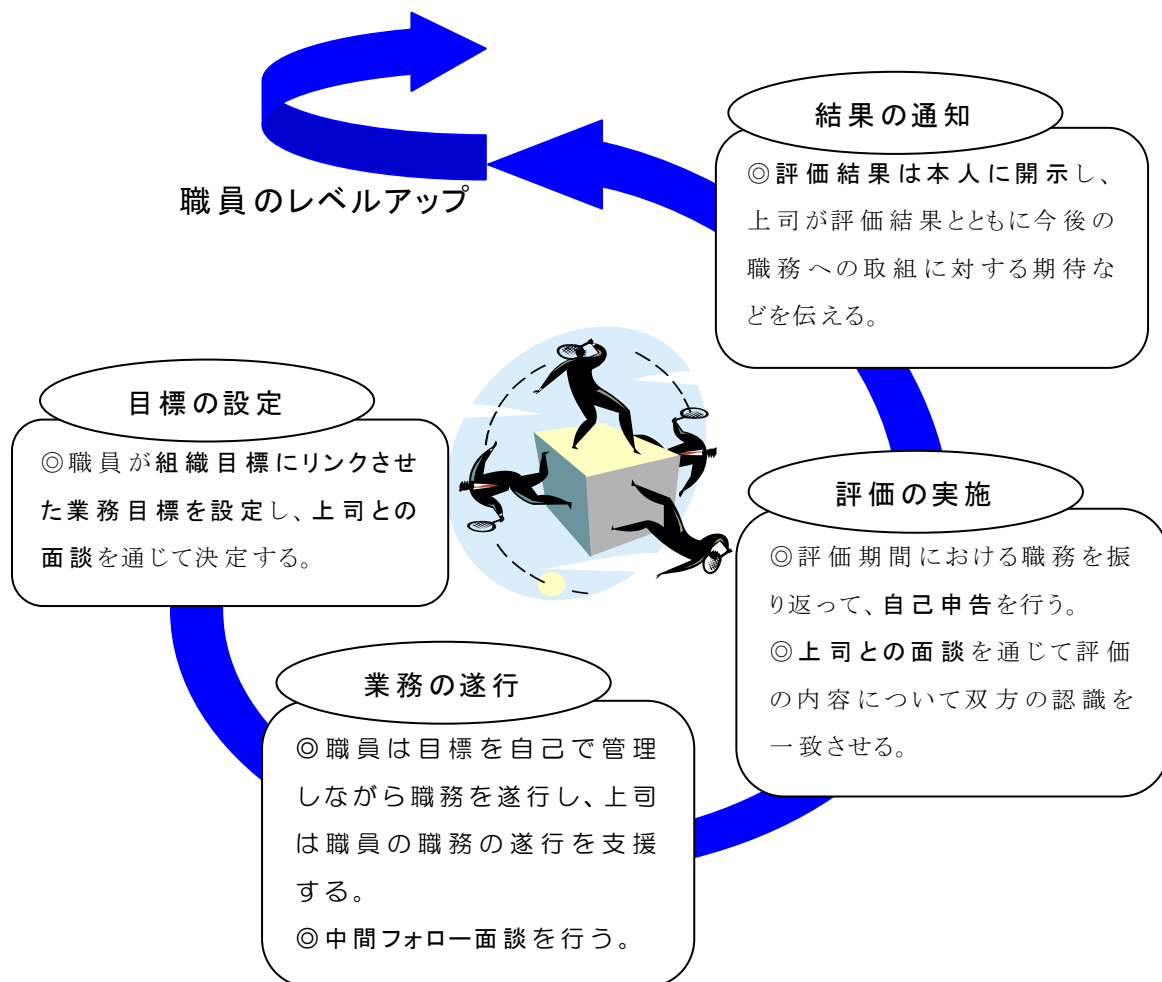 職員のレベルアップ
結果の通知
◎評価結果は本人に開示し、
上司が評価結果とともに今後の
職務への取組に対する期待な
どを伝える。
目標の設定
◎職員が組織目標にリンクさせ
た業務目標を設定し、上司との
面談を通じて決定する。
評価の実施
◎評価期間における職務を振
り返って、自己申告を行う。
◎上司との面談を通じて評価
の内容について双方の認識を
一致させる。
業務の遂行
◎職員は目標を自己で管理
しながら職務を遂行し、上司
は職員の職務の遂行を支援
する。
◎中間フォロー面談を行う。